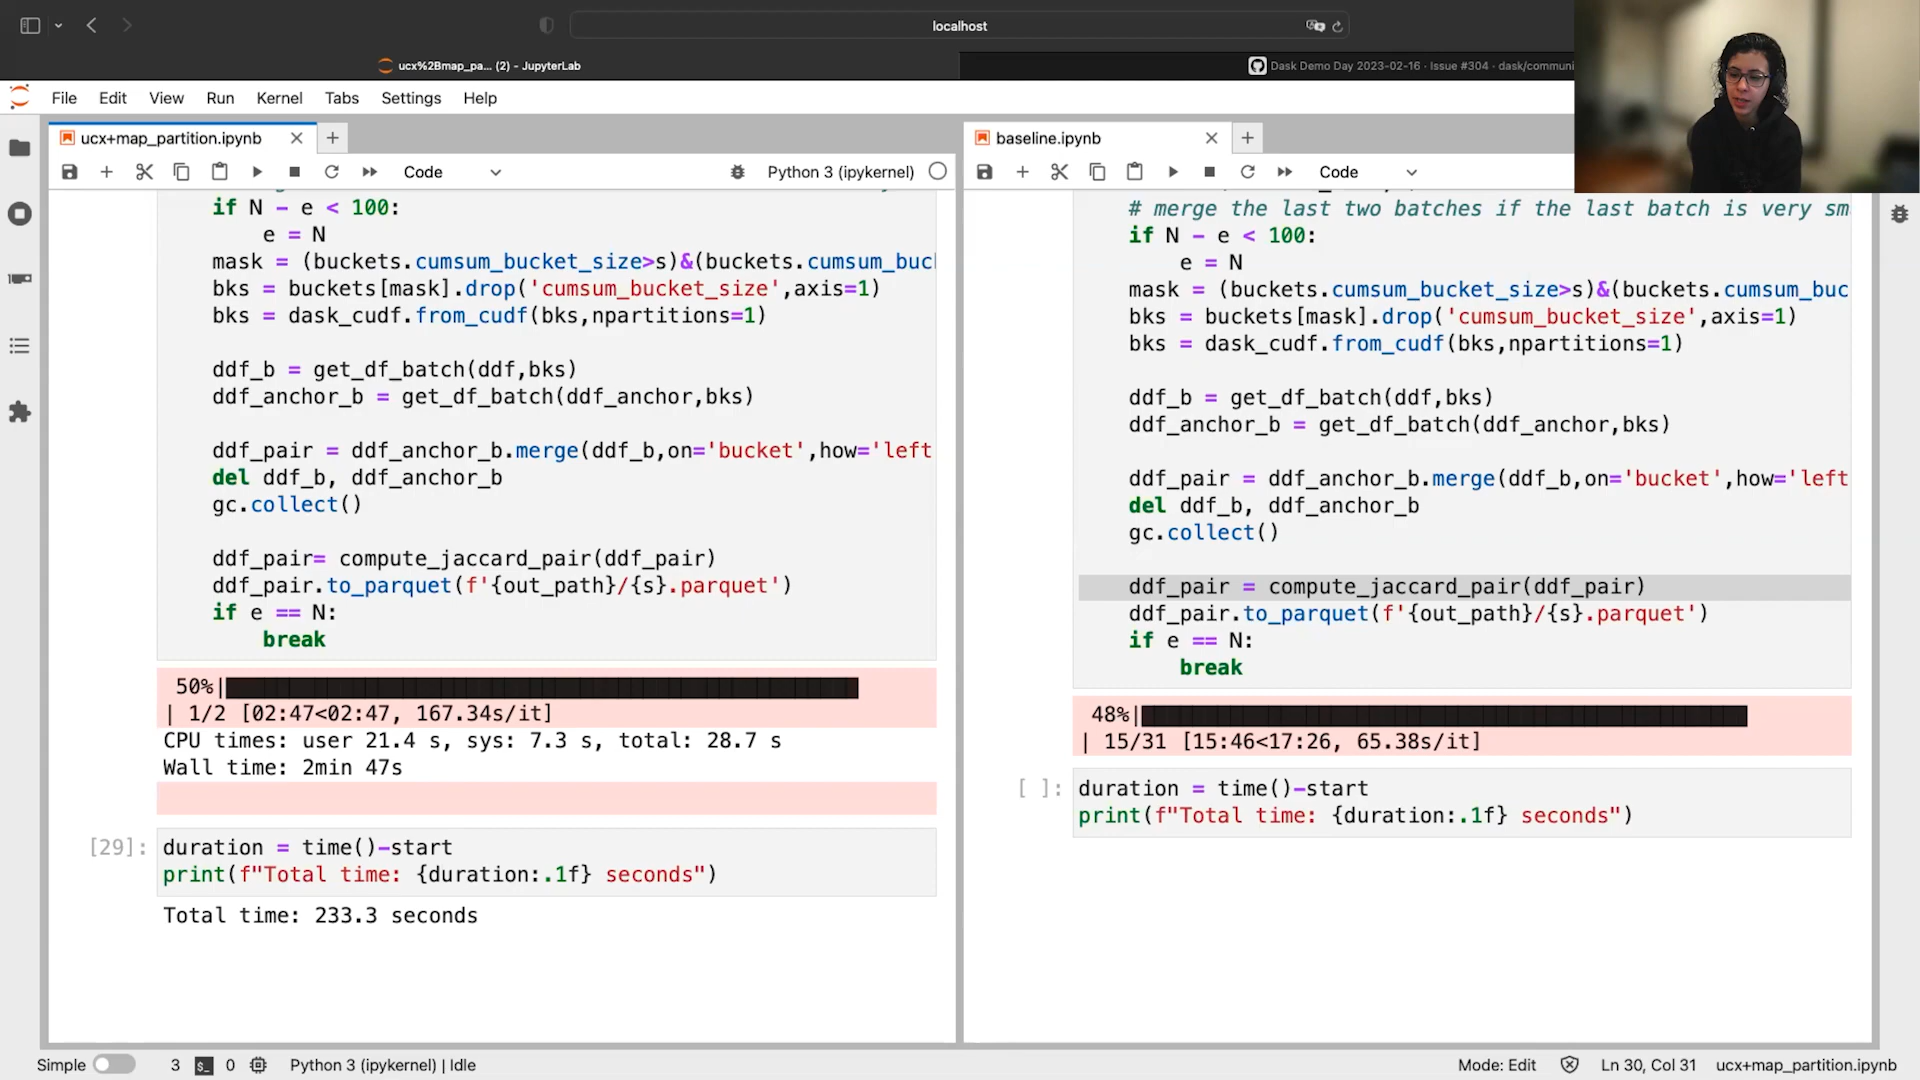 localhost
ucx%2Bmap_pa... (2) - JupyterLab
Dask Demo Day 2023-02-16 · Issue #304 · dask/communi
File Edit View Run Kernel Tabs Settings Help
ucx+map_partition.ipynb
Code
Python 3 (ipykernel)
if N - e < 100:
e = N
mask = (buckets.cumsum_bucket_size>s)&(buckets.cumsum_buc
bks = buckets[mask].drop('cumsum_bucket_size',axis=1)
bks = dask_cudf.from_cudf(bks,npartitions=1)
ddf_b = get_df_batch(ddf,bks)
ddf_anchor_b = get_df_batch(ddf_anchor,bks)
ddf_pair = ddf_anchor_b.merge(ddf_b,on='bucket',how='left
del ddf_b, ddf_anchor_b
gc.collect()
ddf_pair= compute_jaccard_pair(ddf_pair)
ddf_pair.to_parquet(f'{out_path}/{s}.parquet')
if e == N:
break
50%|
| 1/2 [02:47<02:47, 167.34s/it]
CPU times: user 21.4 s, sys: 7.3 s, total: 28.7 s
Wall time: 2min 47s
[29]:
duration = time()-start
print(f"Total time: {duration:.1f} seconds")
Total time: 233.3 seconds
baseline.ipynb
Code
# merge the last two batches if the last batch is very sm
if N - e < 100:
e = N
mask = (buckets.cumsum_bucket_size>s)&(buckets.cumsum_buc
bks = buckets[mask].drop('cumsum_bucket_size',axis=1)
bks = dask_cudf.from_cudf(bks,npartitions=1)
ddf_b = get_df_batch(ddf,bks)
ddf_anchor_b = get_df_batch(ddf_anchor,bks)
ddf_pair = ddf_anchor_b.merge(ddf_b,on='bucket',how='left
del ddf_b, ddf_anchor_b
gc.collect()
ddf_pair = compute_jaccard_pair(ddf_pair)
ddf_pair.to_parquet(f'{out_path}/{s}.parquet')
if e == N:
break
48%|
| 15/31 [15:46<17:26, 65.38s/it]
[ ]:
duration = time()-start
print(f"Total time: {duration:.1f} seconds")
Simple 3 0 Python 3 (ipykernel) | Idle
Mode: Edit Ln 30, Col 31 ucx+map_partition.ipynb